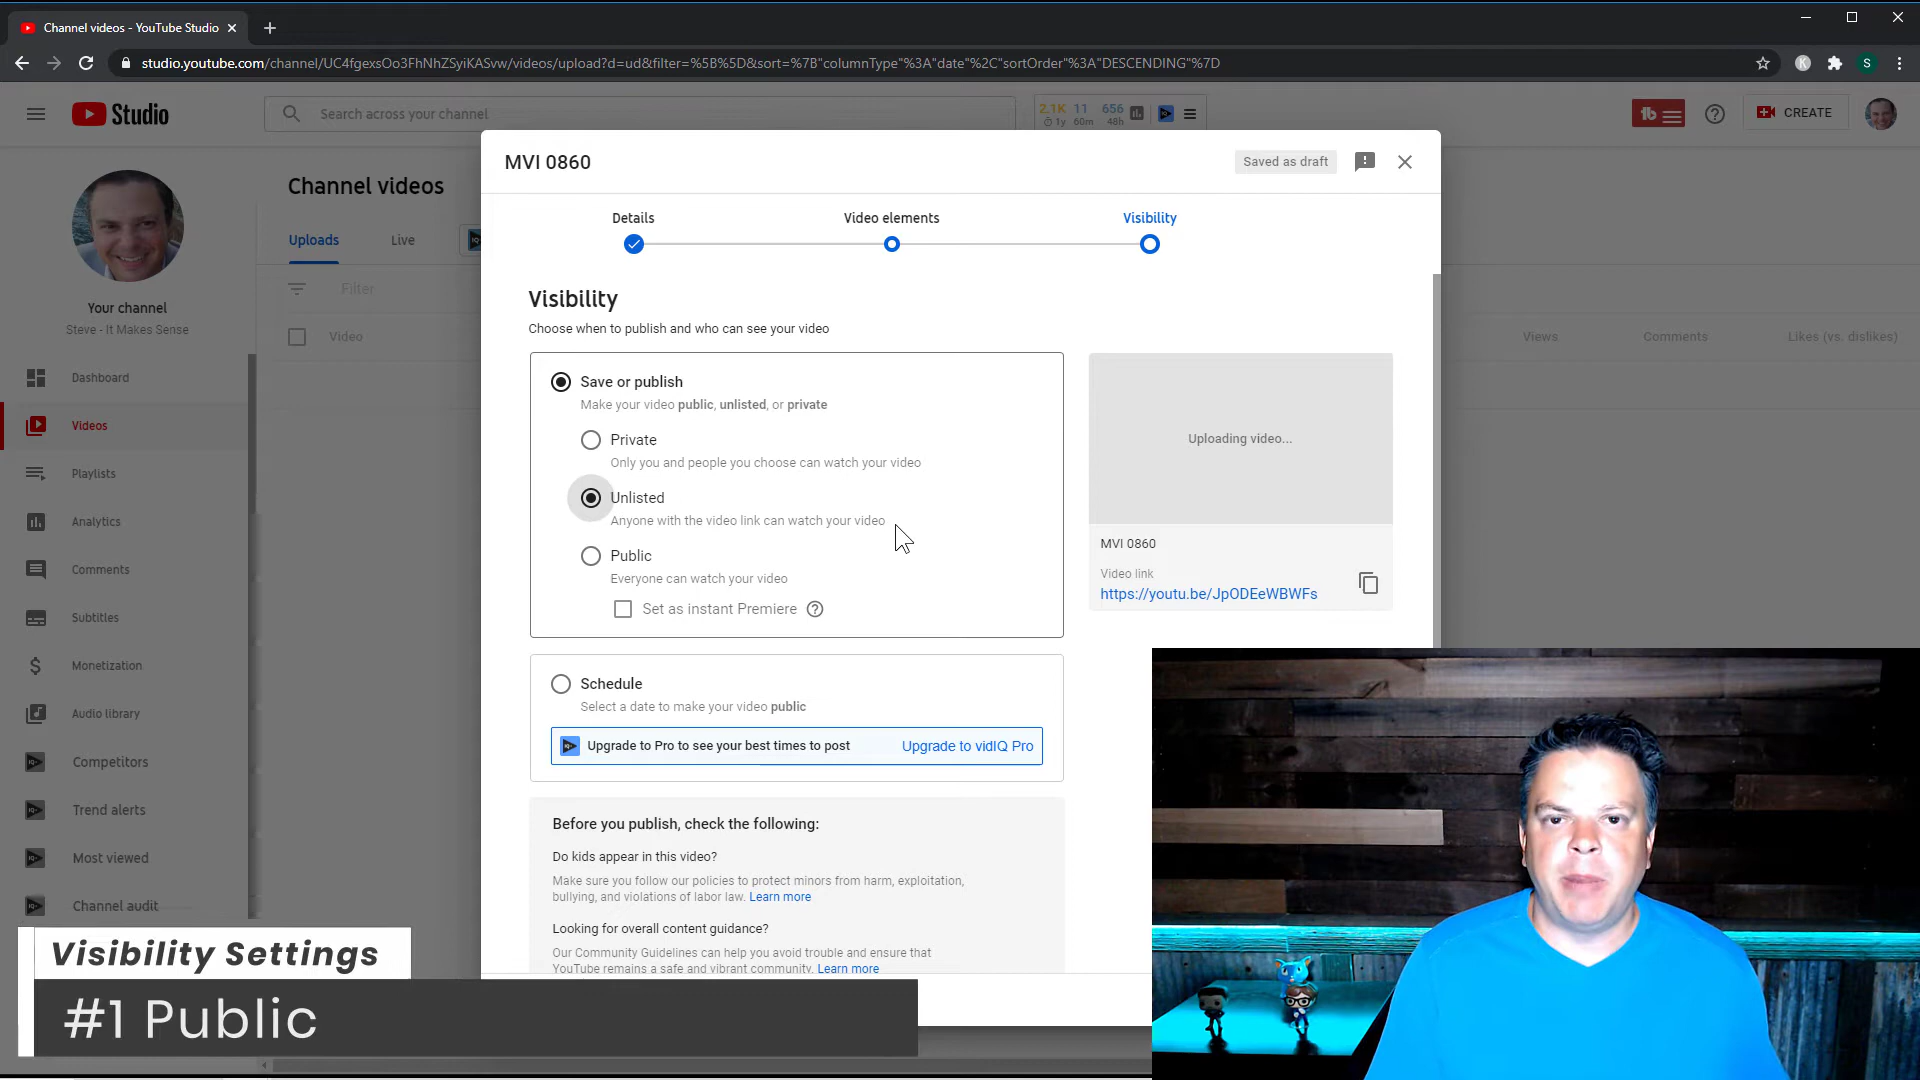 Channel videos - YouTube Studio
studio.youtube.com/channel/UC4fgexsOo3FhNhZSyiKASvw/videos/upload?d=ud&filter=%5B%5D&sort=%7B"columnType"%3A"date"%2C"sortOrder"%3A"DESCENDING"%7D
K
S
Studio
Search across your channel
2.1K 11 656
1y 60m 48h
tb
CREATE
Your channel
Steve - It Makes Sense
Dashboard
Videos
Playlists
Analytics
Comments
Subtitles
Monetization
Audio library
Competitors
Trend alerts
Most viewed
Channel audit
Channel videos
Uploads
Live
Filter
Video
Views
Comments
Likes (vs. dislikes)
MVI 0860
Saved as draft
Details
Video elements
Visibility
Visibility
Choose when to publish and who can see your video
Save or publish
Make your video public, unlisted, or private
Private
Only you and people you choose can watch your video
Unlisted
Anyone with the video link can watch your video
Public
Everyone can watch your video
Set as instant Premiere
Schedule
Select a date to make your video public
Upgrade to Pro to see your best times to post
Upgrade to vidIQ Pro
Before you publish, check the following:
Do kids appear in this video?
Make sure you follow our policies to protect minors from harm, exploitation,
bullying, and violations of labor law. Learn more
Looking for overall content guidance?
Our Community Guidelines can help you avoid trouble and ensure that
YouTube remains a safe and vibrant community. Learn more
Uploading video...
MVI 0860
Video link
https://youtu.be/JpODEeWBWFs
Visibility Settings
#1 Public